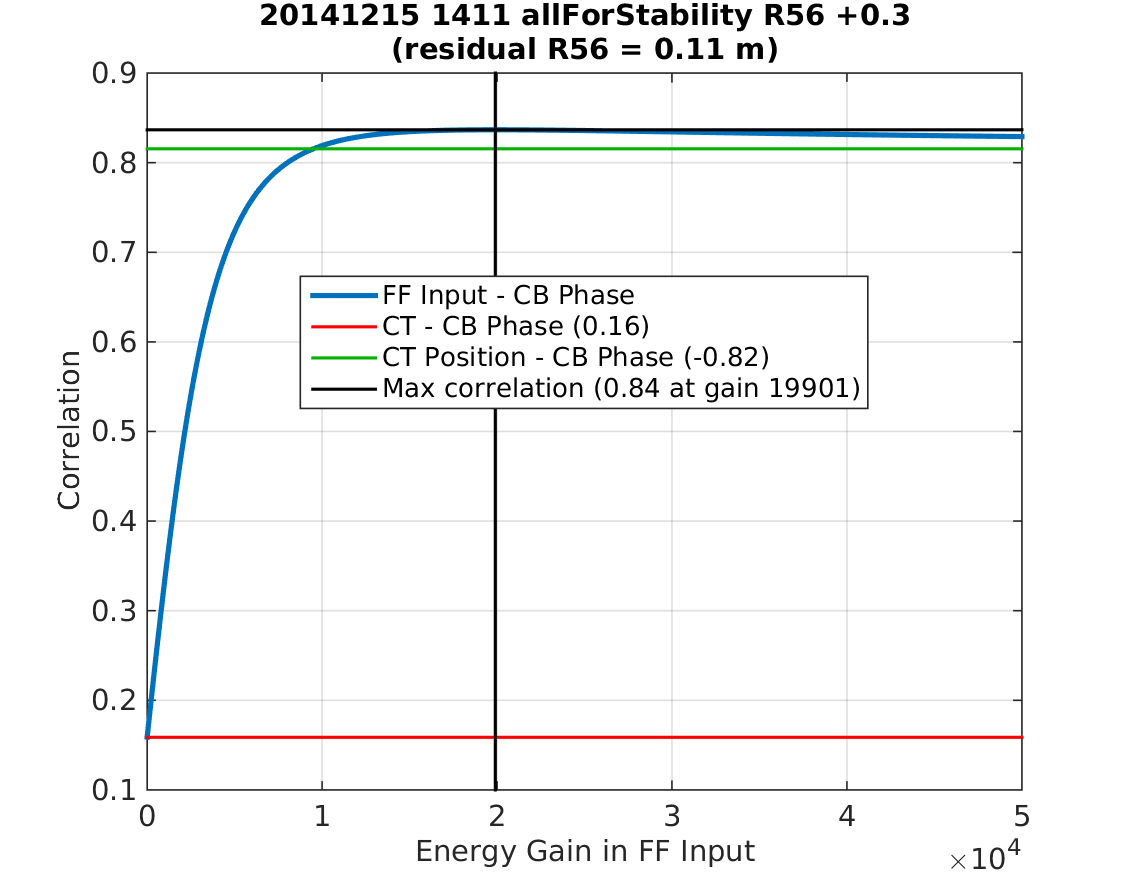 20141215 1411 allForStability R56 +0.3
(residual R56 = 0.11 m)
0.9
0.8
0.7
0.6
0.5
0.4
0.3
0.2
0.1
Correlation
FF Input - CB Phase
CT - CB Phase (0.16)
CT Position - CB Phase (-0.82)
Max correlation (0.84 at gain 19901)
0 1 2 3 4 5
Energy Gain in FF Input
×10⁴